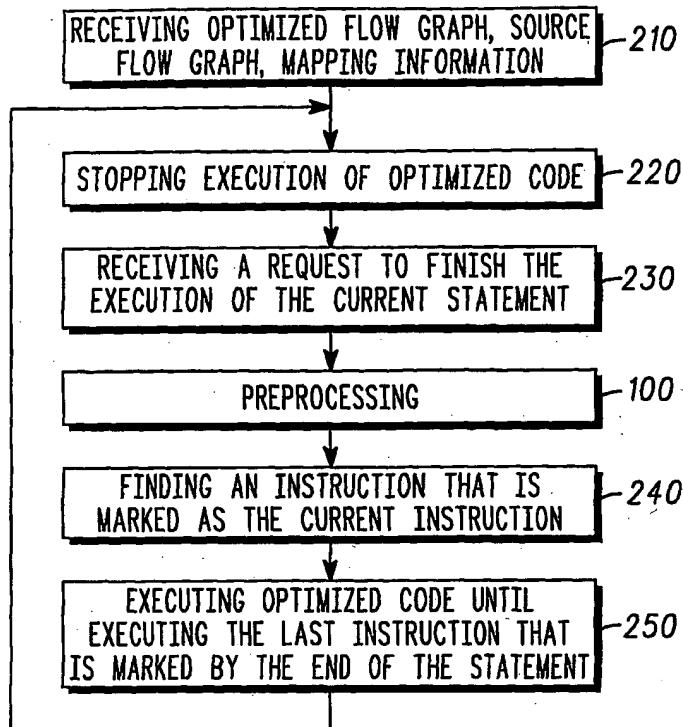 RECEIVING OPTIMIZED FLOW GRAPH, SOURCE
FLOW GRAPH, MAPPING INFORMATION
210
STOPPING EXECUTION OF OPTIMIZED CODE
220
RECEIVING A REQUEST TO FINISH THE
EXECUTION OF THE CURRENT STATEMENT
230
PREPROCESSING
100
FINDING AN INSTRUCTION THAT IS
MARKED AS THE CURRENT INSTRUCTION
240
EXECUTING OPTIMIZED CODE UNTIL
EXECUTING THE LAST INSTRUCTION THAT
IS MARKED BY THE END OF THE STATEMENT
250